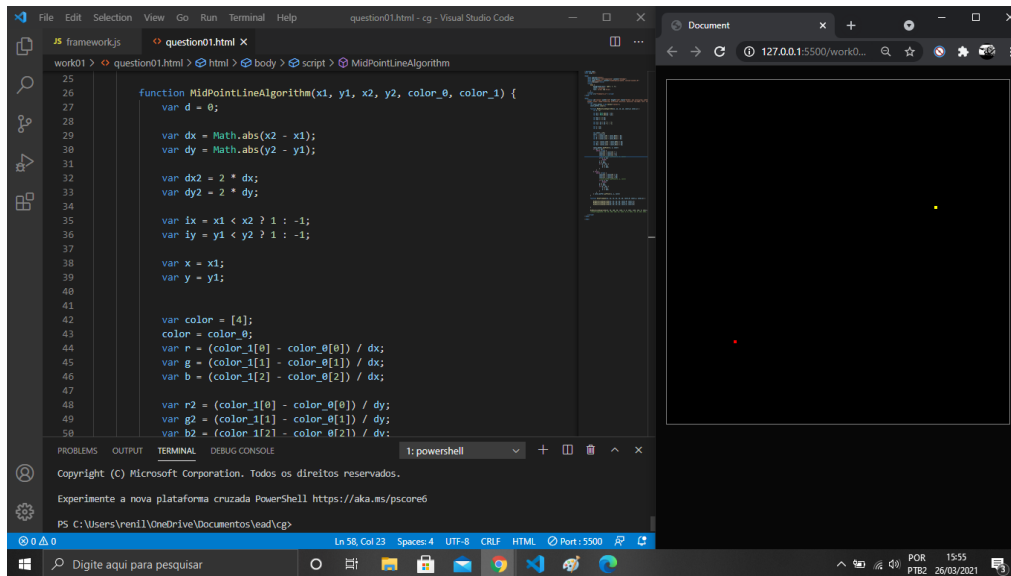 File Edit Selection View Go Run Terminal Help question01.html - cg - Visual Studio Code
JS framework.js <> question01.html
work01 > <> question01.html > html > body > script > MidPointLineAlgorithm
25
26 function MidPointLineAlgorithm(x1, y1, x2, y2, color_0, color_1) {
27 var d = 0;
28
29 var dx = Math.abs(x2 - x1);
30 var dy = Math.abs(y2 - y1);
31
32 var dx2 = 2 * dx;
33 var dy2 = 2 * dy;
34
35 var ix = x1 < x2 ? 1 : -1;
36 var iy = y1 < y2 ? 1 : -1;
37
38 var x = x1;
39 var y = y1;
40
41
42 var color = [4];
43 color = color_0;
44 var r = (color_1[0] - color_0[0]) / dx;
45 var g = (color_1[1] - color_0[1]) / dx;
46 var b = (color_1[2] - color_0[2]) / dx;
47
48 var r2 = (color_1[0] - color_0[0]) / dy;
49 var g2 = (color_1[1] - color_0[1]) / dy;
50 var b2 = (color_1[2] - color_0[2]) / dy;
PROBLEMS OUTPUT TERMINAL DEBUG CONSOLE 1: powershell
Copyright (C) Microsoft Corporation. Todos os direitos reservados.
Experimente a nova plataforma cruzada PowerShell https://aka.ms/pscore6
PS C:\Users\renil\OneDrive\Documentos\ead\cg>
0 0 Ln 58, Col 23 Spaces: 4 UTF-8 CRLF HTML Port : 5500
Document
127.0.0.1:5500/work0...
Digite aqui para pesquisar
POR 15:55
PTB2 26/03/2021 3